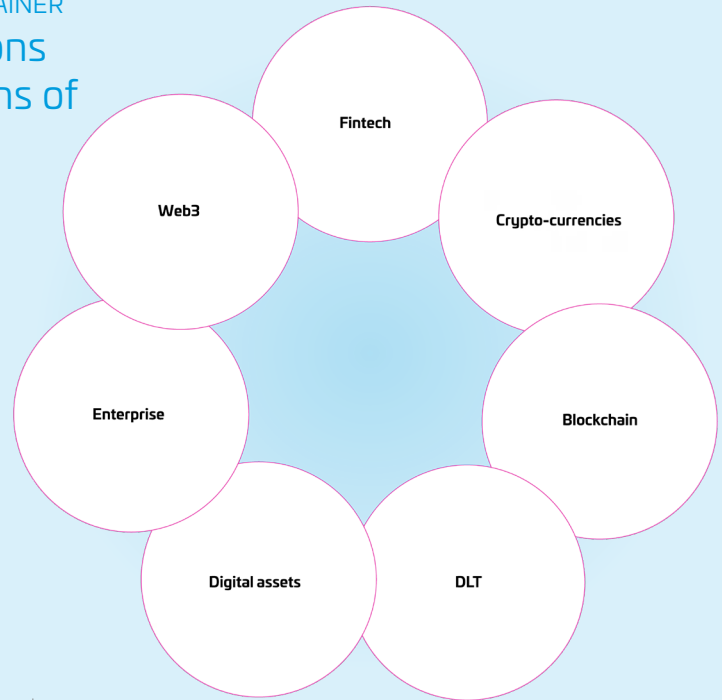 Fintech
Web3
Crypto-currencies
Enterprise
Blockchain
Digital assets
DLT